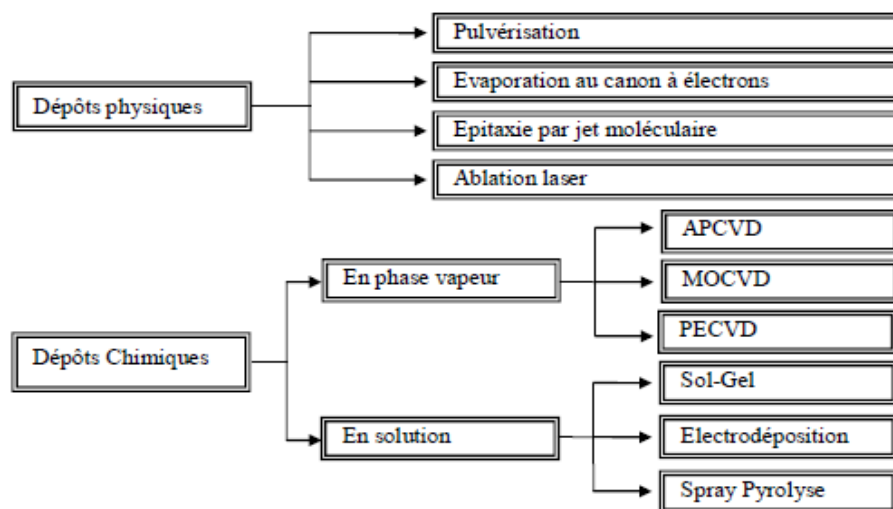 Dépôts physiques
Pulvérisation
Evaporation au canon à électrons
Epitaxie par jet moléculaire
Ablation laser
Dépôts Chimiques
En phase vapeur
APCVD
MOCVD
PECVD
En solution
Sol-Gel
Electrodéposition
Spray Pyrolyse